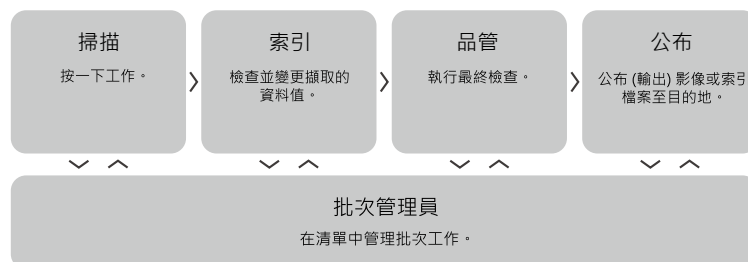 掃描
按一下工作。
索引
檢查並變更擷取的
資料值。
品管
執行最終檢查。
公布
公布 (輸出) 影像或索引
檔案至目的地。
批次管理員
在清單中管理批次工作。